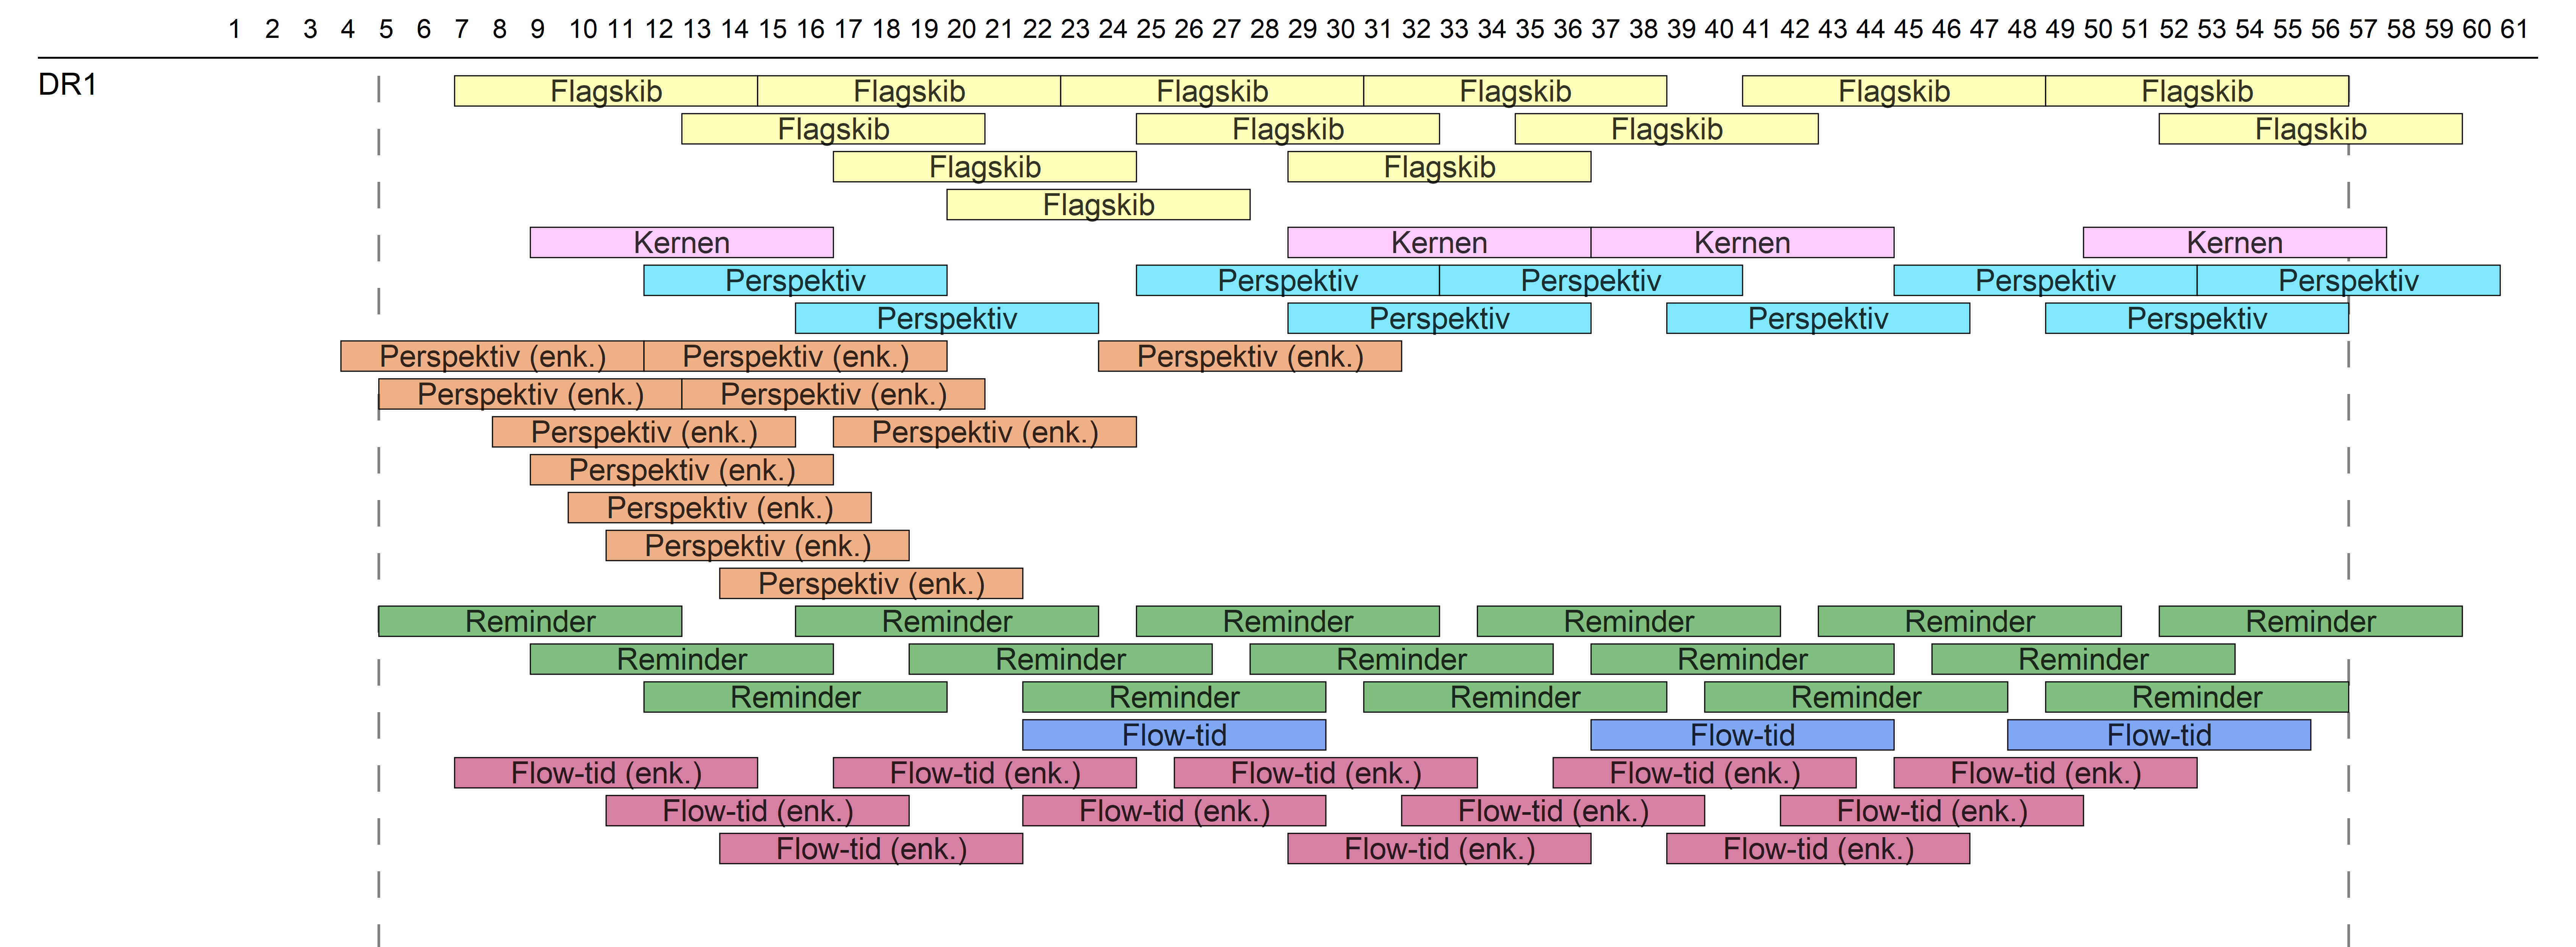 1 2 3 4 5 6 7 8 9 10 11 12 13 14 15 16 17 18 19 20 21 22 23 24 25 26 27 28 29 30 31 32 33 34 35 36 37 38 39 40 41 42 43 44 45 46 47 48 49 50 51 52 53 54 55 56 57 58 59 60 61
DR1 Flagskib Flagskib Flagskib Flagskib Flagskib Flagskib
Flagskib Flagskib Flagskib Flagskib
Flagskib Flagskib
Flagskib
Kernen Kernen Kernen Kernen
Perspektiv Perspektiv Perspektiv Perspektiv Perspektiv
Perspektiv Perspektiv Perspektiv Perspektiv
Perspektiv (enk.) Perspektiv (enk.) Perspektiv (enk.)
Perspektiv (enk.) Perspektiv (enk.)
Perspektiv (enk.) Perspektiv (enk.)
Perspektiv (enk.)
Perspektiv (enk.)
Perspektiv (enk.)
Perspektiv (enk.)
Reminder Reminder Reminder Reminder Reminder Reminder
Reminder Reminder Reminder Reminder Reminder
Reminder Reminder Reminder Reminder Reminder
Flow-tid Flow-tid Flow-tid
Flow-tid (enk.) Flow-tid (enk.) Flow-tid (enk.) Flow-tid (enk.) Flow-tid (enk.)
Flow-tid (enk.) Flow-tid (enk.) Flow-tid (enk.) Flow-tid (enk.)
Flow-tid (enk.) Flow-tid (enk.) Flow-tid (enk.)